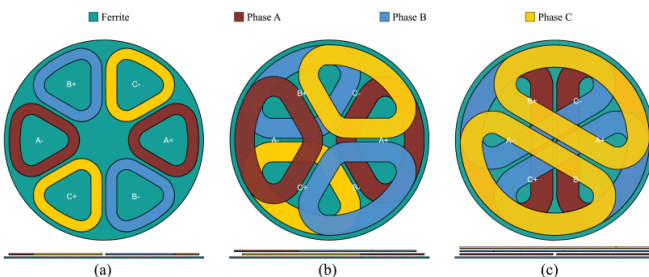 Ferrite Phase A Phase B Phase C
B+ C-
A- A+
C+ B-
B+ C-
A- A+
C+ B-
B+ C-
A- A+
C+ B-
(a) (b) (c)